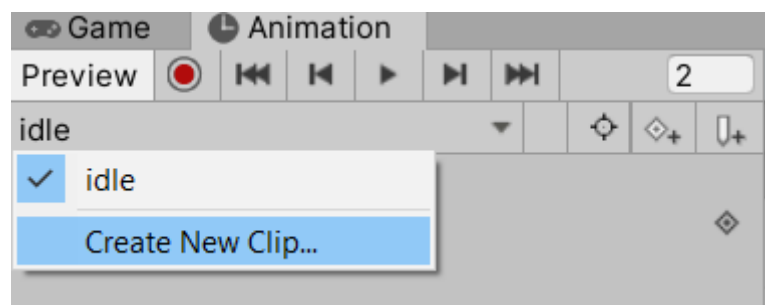 Game Animation
Preview 2
idle
idle
Create New Clip...